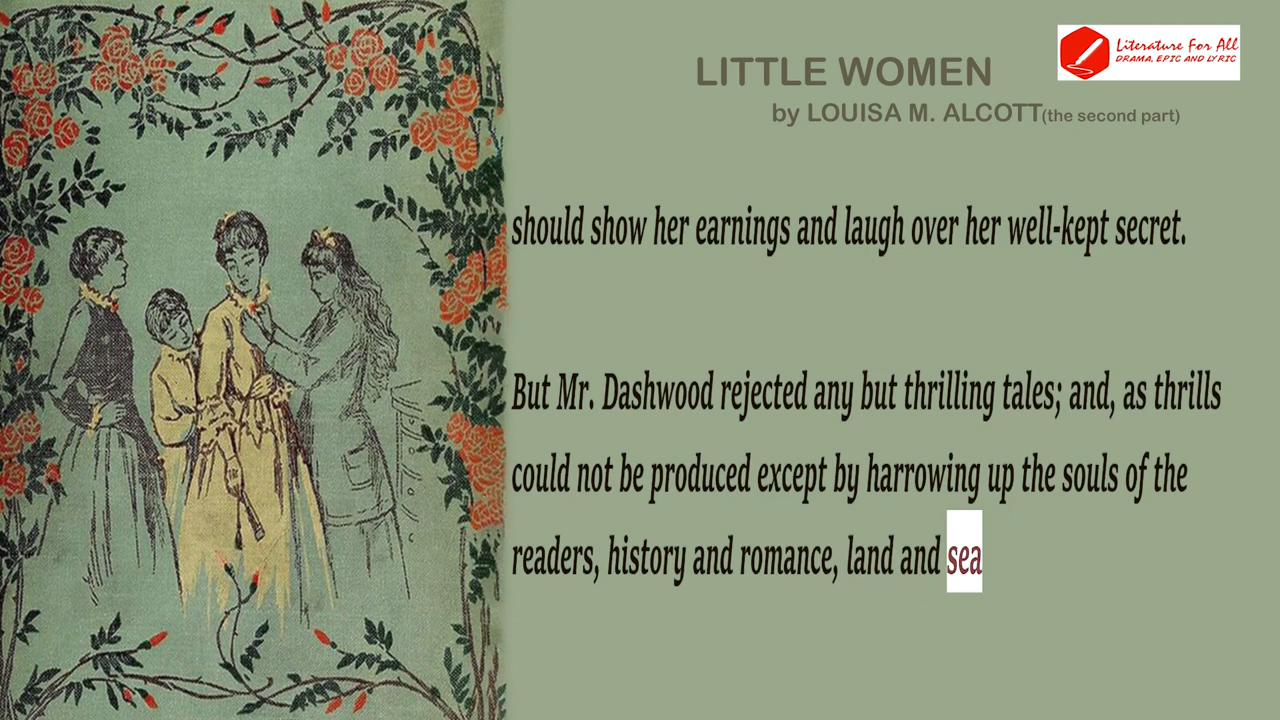 LITTLE WOMEN
by LOUISA M. ALCOTT(the second part)
Literature For All
DRAMA, EPIC AND LYRIC
should show her earnings and laugh over her well-kept secret.
But Mr. Dashwood rejected any but thrilling tales; and, as thrills
could not be produced except by harrowing up the souls of the
readers, history and romance, land and sea